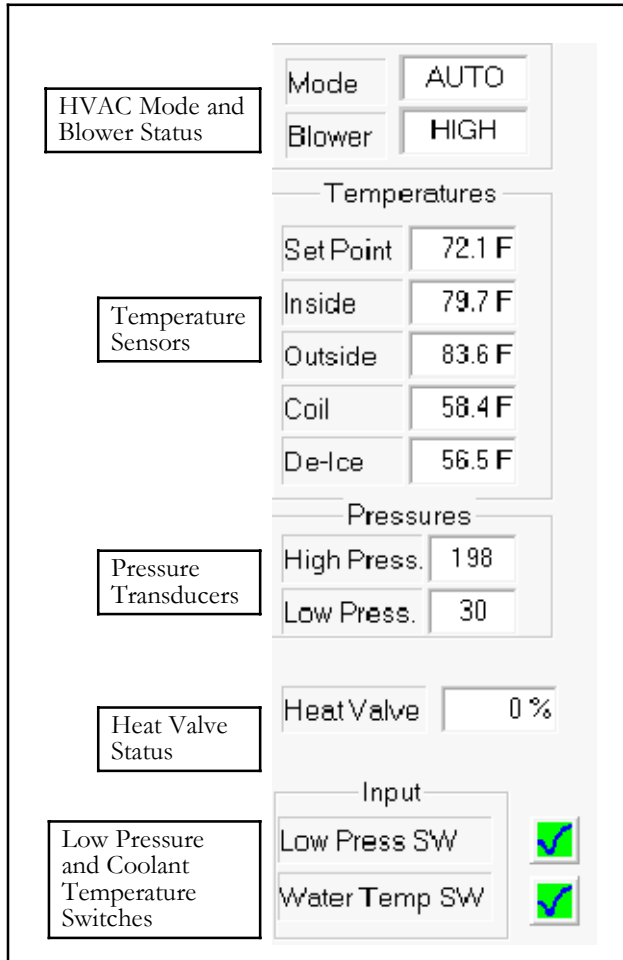 HVAC Mode and
Blower Status
Mode AUTO
Blower HIGH
Temperatures
Temperature
Sensors
Set Point 72.1 F
Inside 79.7 F
Outside 83.6 F
Coil 58.4 F
De-Ice 56.5 F
Pressures
Pressure
Transducers
High Press. 198
Low Press. 30
Heat Valve
Status
Heat Valve 0 %
Input
Low Pressure
and Coolant
Temperature
Switches
Low Press SW
Water Temp SW